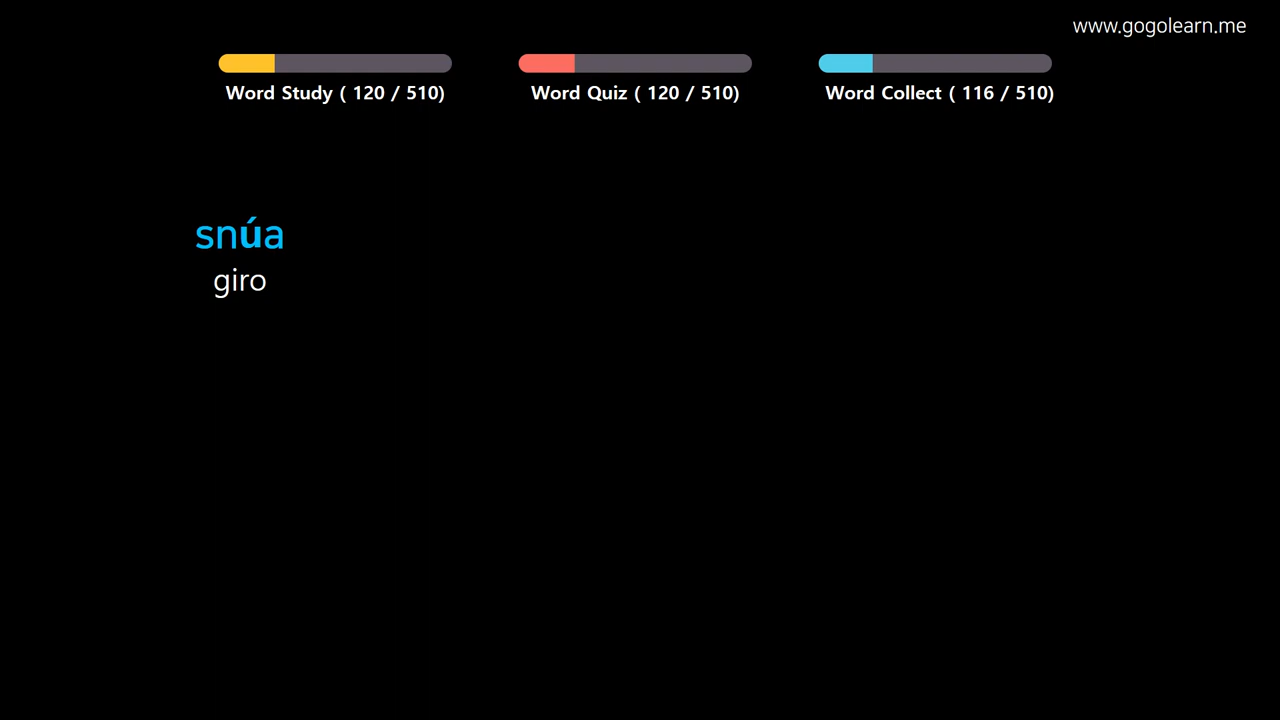 www.gogolearn.me
Word Study ( 120 / 510)
Word Quiz ( 120 / 510)
Word Collect ( 116 / 510)
snúa
giro